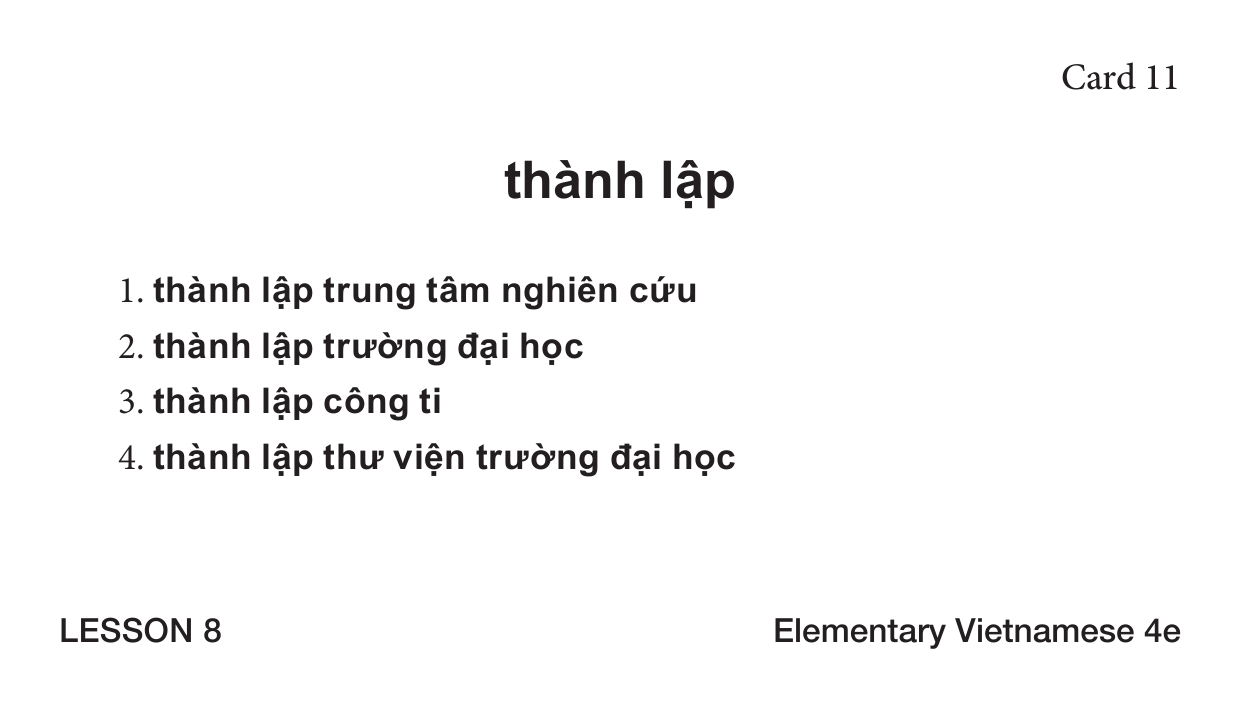 Card 11
thành lập
1. thành lập trung tâm nghiên cứu
2. thành lập trường đại học
3. thành lập công ti
4. thành lập thư viện trường đại học
LESSON 8
Elementary Vietnamese 4e